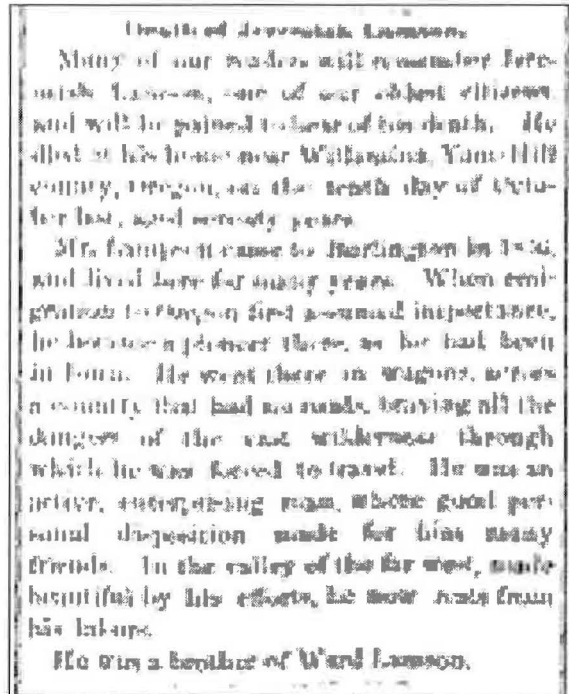 Death of Jeremiah Lamson.
Many of our readers will remember Jere-
miah Lamson, one of our oldest citizens,
and will be pained to hear of his death. He
died at his home near Willamina, Yam Hill
county, Oregon, on the tenth day of Octo-
ber last, aged seventy years.
Mr. Lamson came to Burlington in
and lived here for many years. When emi-
gration to Oregon first assumed importance,
he became a pioneer there, as he had been
in Iowa. He went there in wagons, across
a country that had no roads, braving all the
dangers of the vast wilderness through
which he was forced to travel. He was an
active, enterprising man, whose good per-
sonal disposition made for him many
friends. In the valley of the far west, made
beautiful by his efforts, he now rests from
his labors.
He was a brother of Ward Lamson.